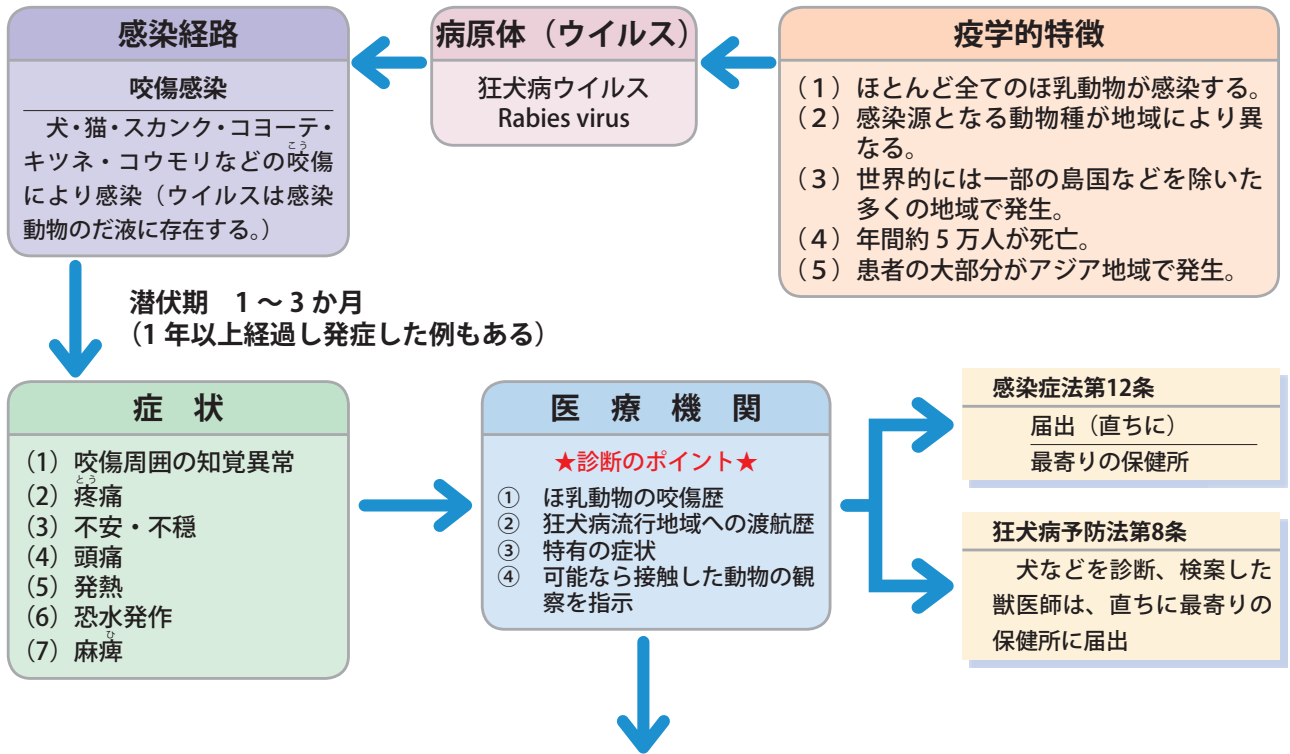 感染経路
咬傷感染
犬・猫・スカンク・コヨーテ・
キツネ・コウモリなどの咬傷
こう
により感染（ウイルスは感染
動物のだ液に存在する。）
病原体（ウイルス）
狂犬病ウイルス
Rabies virus
疫学的特徴
（1）ほとんど全てのほ乳動物が感染する。
（2）感染源となる動物種が地域により異
なる。
（3）世界的には一部の島国などを除いた
多くの地域で発生。
（4）年間約5万人が死亡。
（5）患者の大部分がアジア地域で発生。
潜伏期　1～3か月
（1年以上経過し発症した例もある）
症　状
(1) 咬傷周囲の知覚異常
(2) 疼痛
とう
(3) 不安・不穏
(4) 頭痛
(5) 発熱
(6) 恐水発作
(7) 麻痺
ひ
医　療　機　関
★診断のポイント★
①　ほ乳動物の咬傷歴
②　狂犬病流行地域への渡航歴
③　特有の症状
④　可能なら接触した動物の観
察を指示
感染症法第12条
届出（直ちに）
最寄りの保健所
狂犬病予防法第8条
犬などを診断、検案した
獣医師は、直ちに最寄りの
保健所に届出